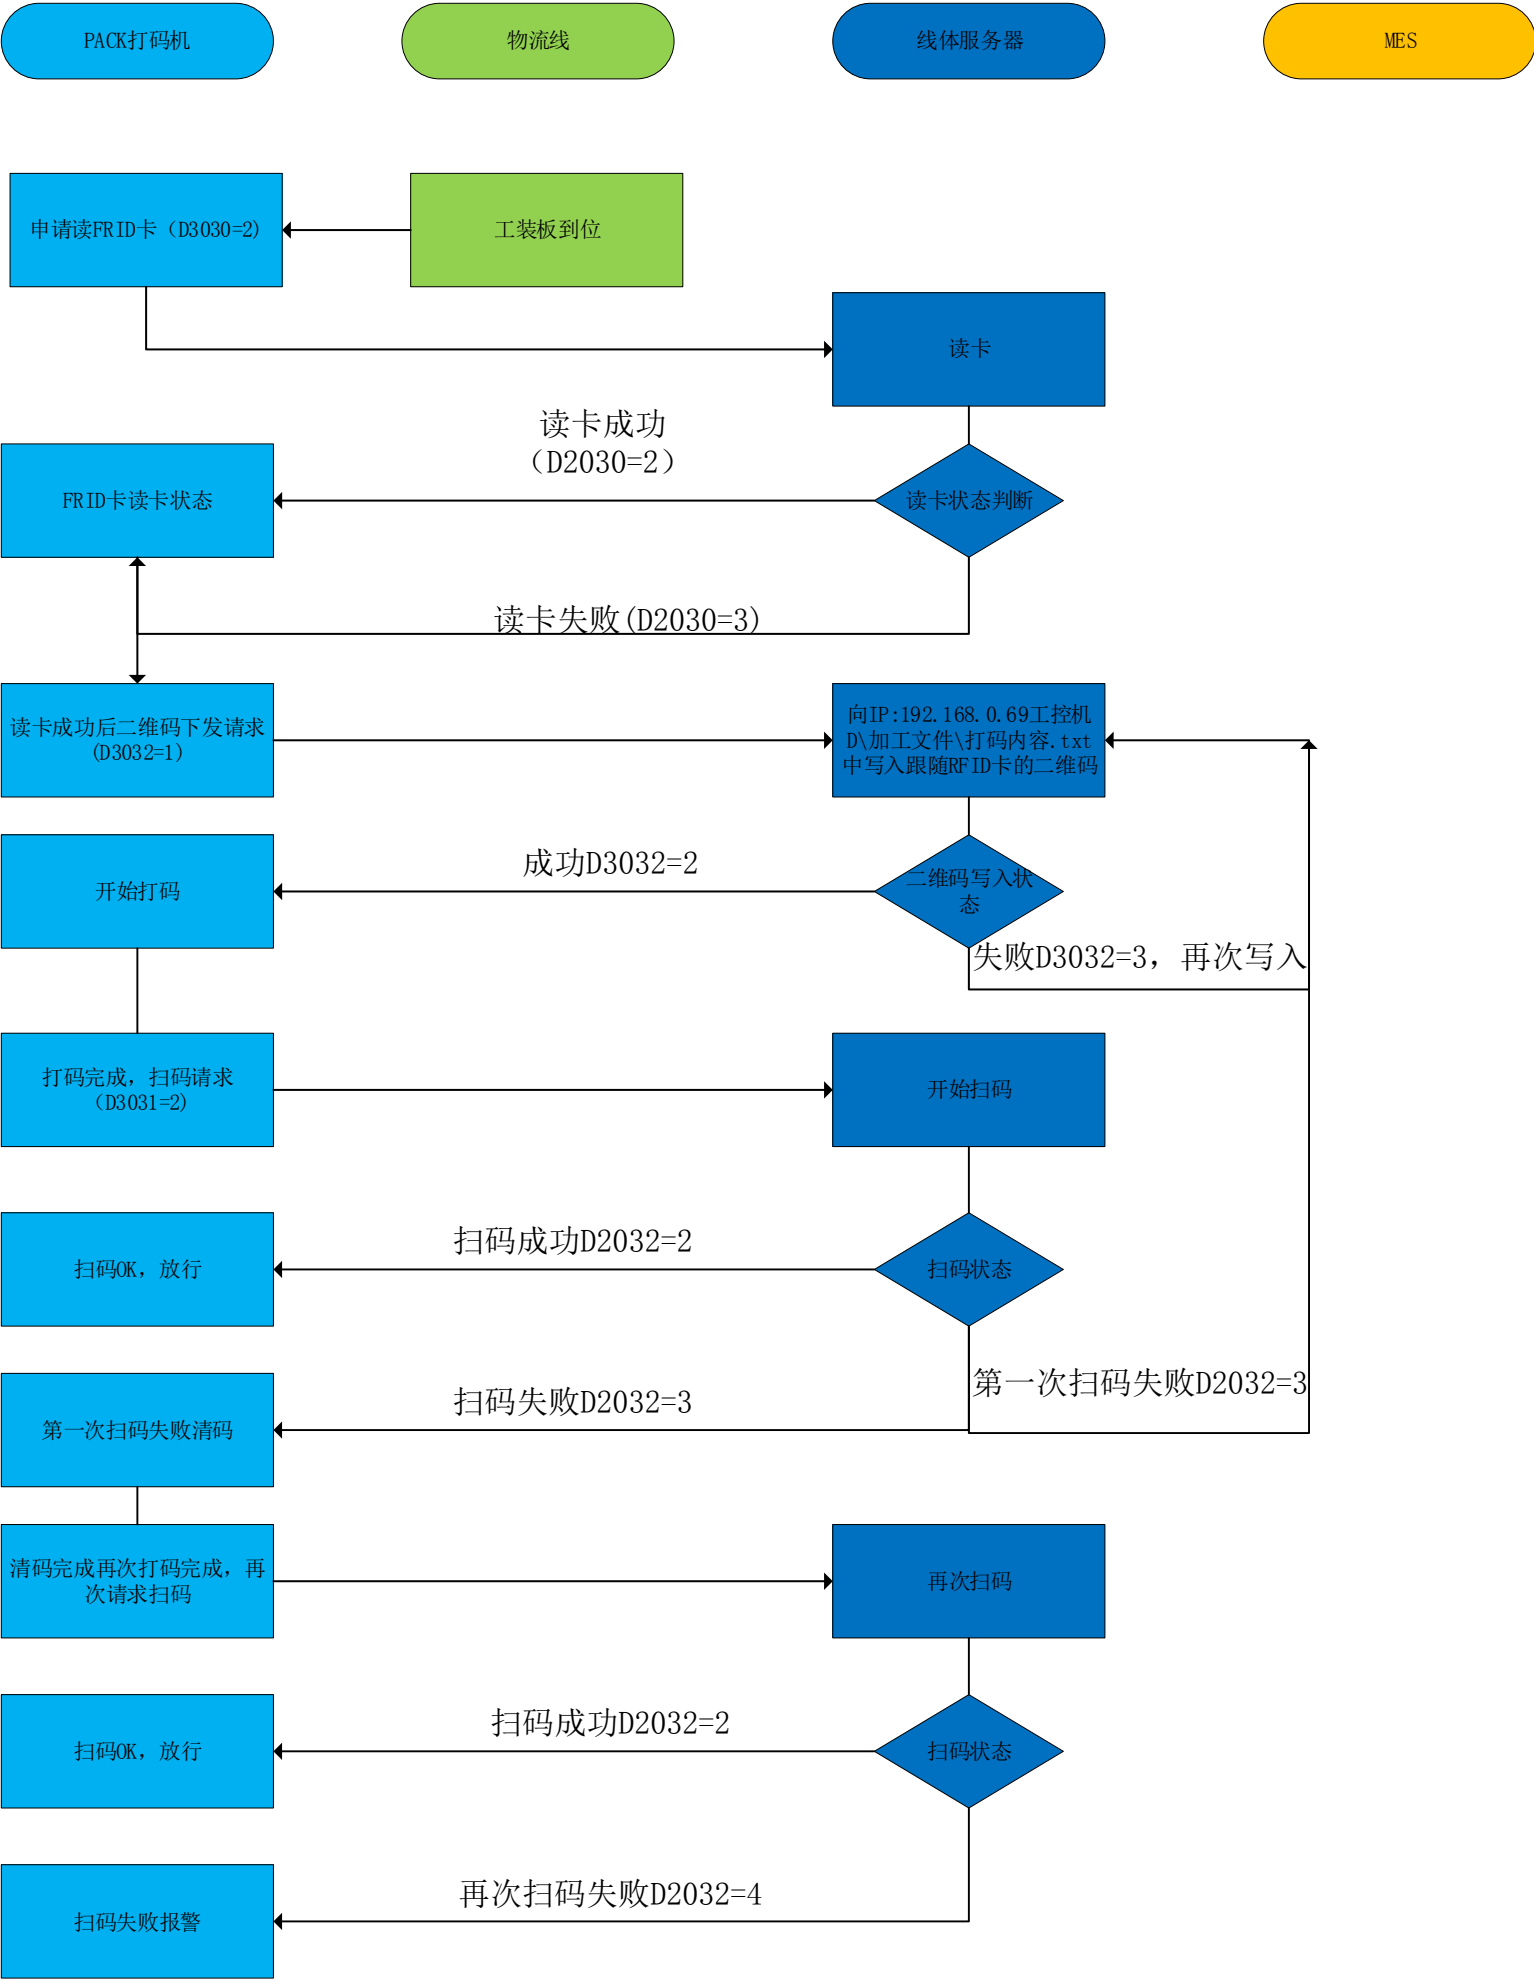 PACK打码机
物流线
线体服务器
MES
申请读FRID卡（D3030=2)
工装板到位
读卡
读卡成功
（D2030=2）
FRID卡读卡状态
读卡状态判断
读卡失败(D2030=3)
读卡成功后二维码下发请求
(D3032=1)
向IP:192.168.0.69工控机
D\加工文件\打码内容.txt
中写入跟随RFID卡的二维码
成功D3032=2
开始打码
二维码写入状
态
失败D3032=3，再次写入
打码完成，扫码请求
（D3031=2)
开始扫码
扫码成功D2032=2
扫码OK，放行
扫码状态
第一次扫码失败D2032=3
扫码失败D2032=3
第一次扫码失败清码
清码完成再次打码完成，再
次请求扫码
再次扫码
扫码成功D2032=2
扫码OK，放行
扫码状态
再次扫码失败D2032=4
扫码失败报警